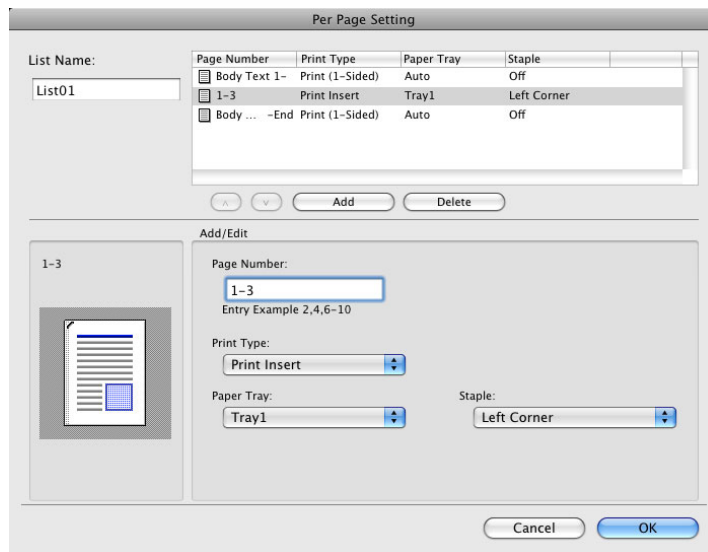 Per Page Setting
List Name:
List01
Page Number Print Type Paper Tray Staple
Body Text 1- Print (1-Sided) Auto Off
1-3 Print Insert Tray1 Left Corner
Body ... -End Print (1-Sided) Auto Off
Add Delete
Add/Edit
1-3
Page Number:
1-3
Entry Example 2,4,6-10
Print Type:
Print Insert
Paper Tray: Staple:
Tray1 Left Corner
Cancel OK